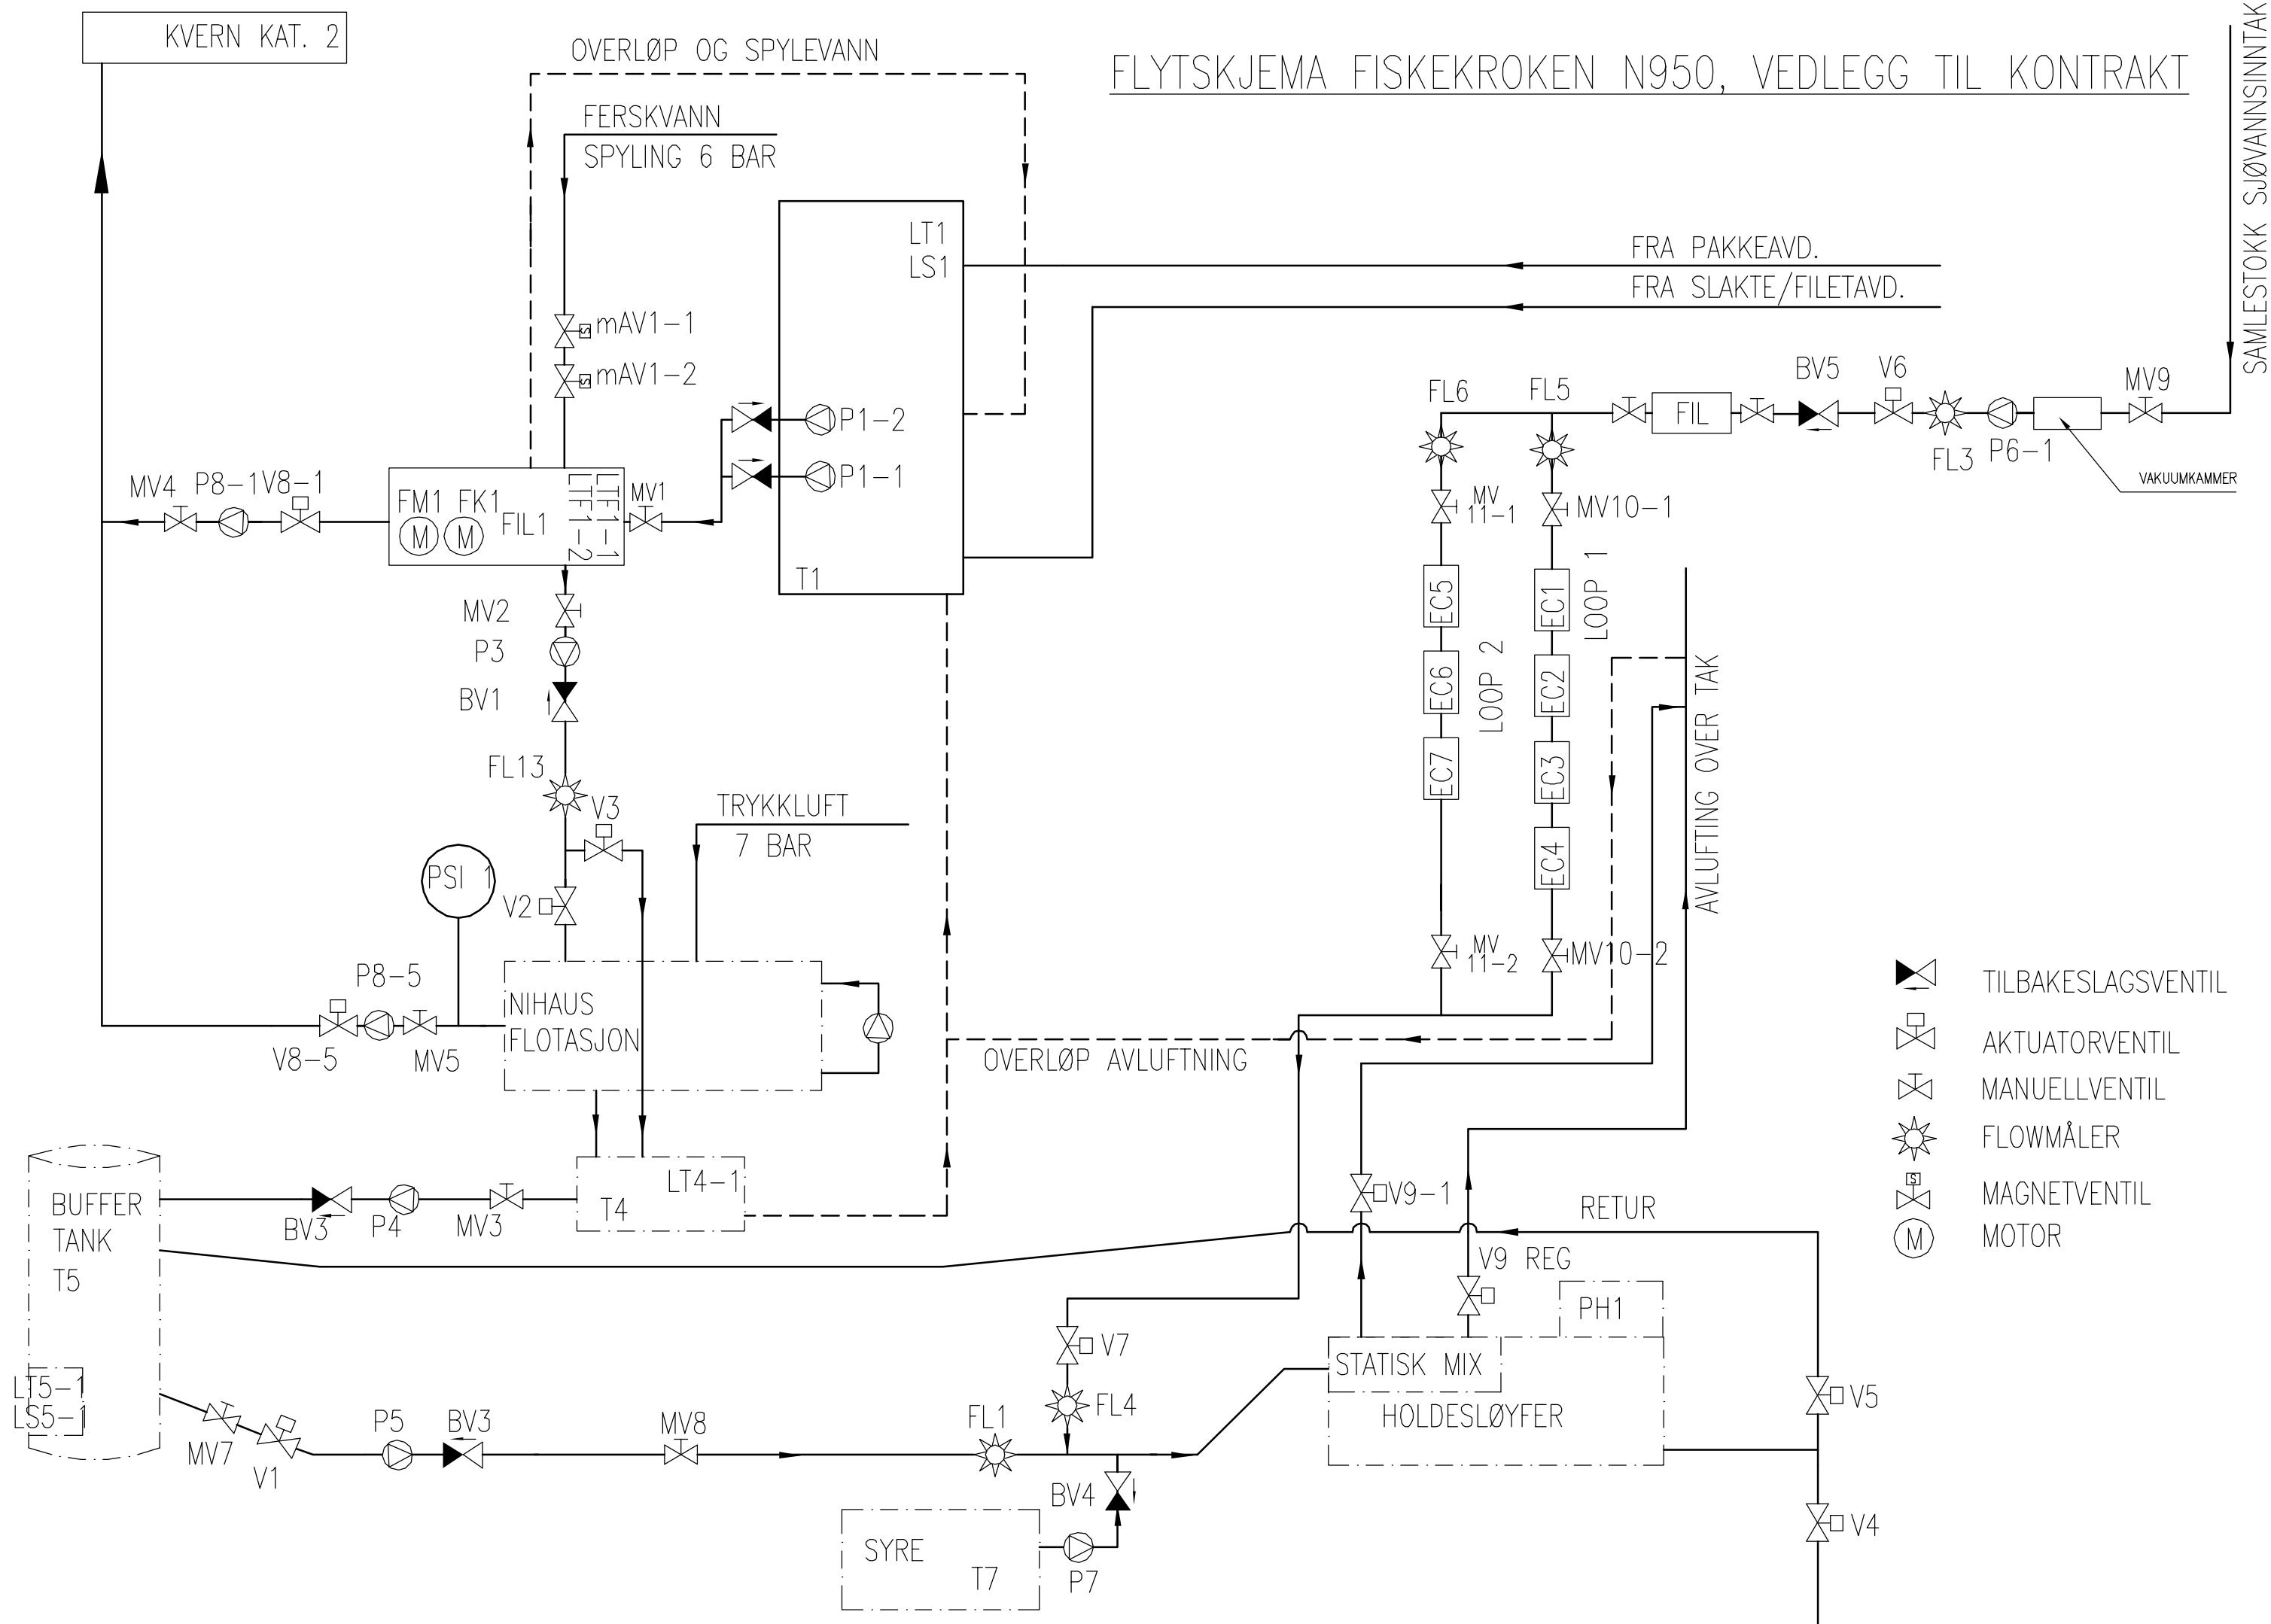 KVERN KAT. 2
OVERLØP OG SPYLEVANN
FLYTSKJEMA FISKEKROKEN N950, VEDLEGG TIL KONTRAKT
SAMLESTOKK SJØVANNSINNTAK
FERSKVANN
SPYLING 6 BAR
LT1
LS1
FRA PAKKEAVD.
FRA SLAKTE/FILETAVD.
mAV1-1
mAV1-2
P1-2
P1-1
T1
FL6
FL5
FIL
BV5
V6
MV9
FL3
P6-1
VAKUUMKAMMER
MV4
P8-1
V8-1
FM1
FK1
M
M
FIL1
LTF1-1
LTF1-2
MV1
MV
11-1
MV10-1
MV2
P3
BV1
FL13
V3
TRYKKLUFT
7 BAR
EC5
EC6
EC7
LOOP 2
EC1
EC2
EC3
EC4
LOOP 1
AVLUFTING OVER TAK
PSI 1
V2
MV
11-2
MV10-2
P8-5
V8-5
MV5
NIHAUS
FLOTASJON
OVERLØP AVLUFTNING
TILBAKESLAGSVENTIL
AKTUATORVENTIL
MANUELLVENTIL
FLOWMÅLER
S
MAGNETVENTIL
M
MOTOR
BUFFER
TANK
T5
BV3
P4
MV3
LT4-1
T4
V9-1
RETUR
V9 REG
PH1
STATISK MIX
HOLDESLØYFER
V7
FL4
V5
V4
LT5-1
LS5-1
MV7
V1
P5
BV3
MV8
FL1
BV4
SYRE
T7
P7
S
S